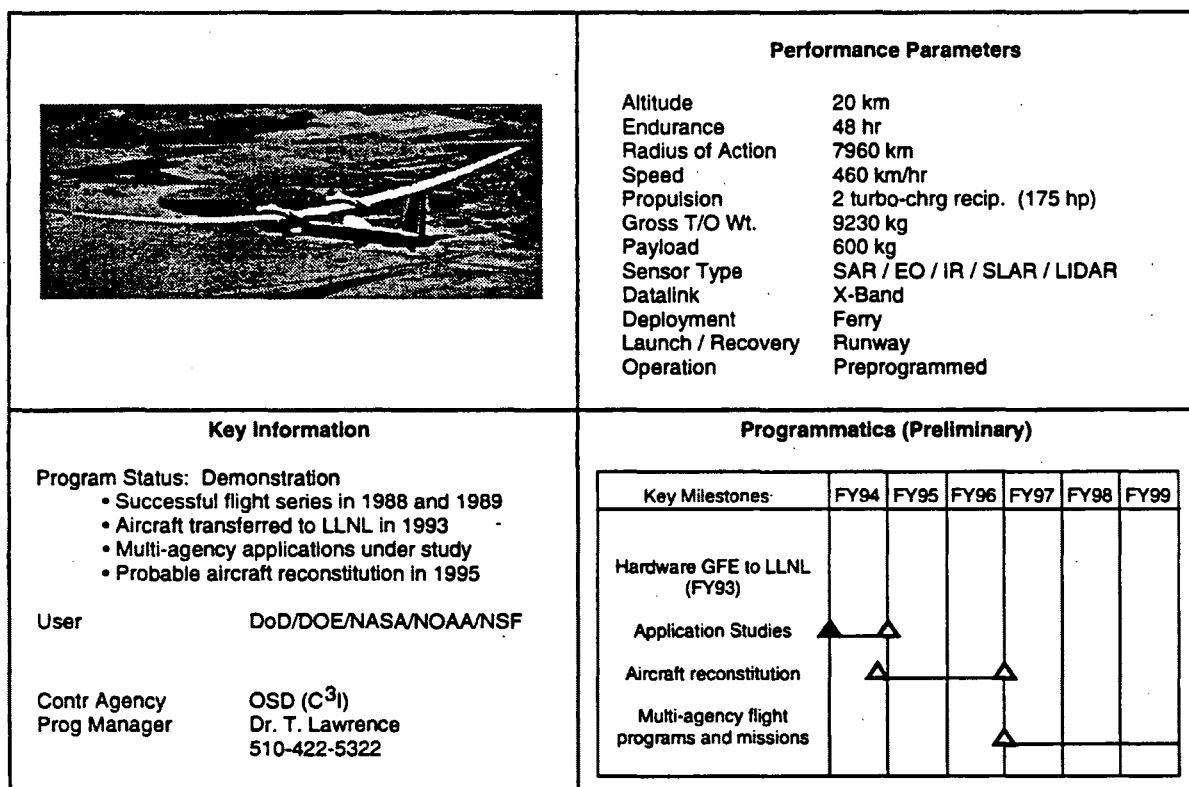 Performance Parameters
Altitude 20 km
Endurance 48 hr
Radius of Action 7960 km
Speed 460 km/hr
Propulsion 2 turbo-chrg recip. (175 hp)
Gross T/O Wt. 9230 kg
Payload 600 kg
Sensor Type SAR / EO / IR / SLAR / LIDAR
Datalink X-Band
Deployment Ferry
Launch / Recovery Runway
Operation Preprogrammed
Key Information
Program Status: Demonstration
• Successful flight series in 1988 and 1989
• Aircraft transferred to LLNL in 1993
• Multi-agency applications under study
• Probable aircraft reconstitution in 1995
User DoD/DOE/NASA/NOAA/NSF
Contr Agency OSD (C³I)
Prog Manager Dr. T. Lawrence
510-422-5322
Programmatics (Preliminary)
Key Milestones FY94 FY95 FY96 FY97 FY98 FY99
Hardware GFE to LLNL
(FY93)
Application Studies
Aircraft reconstitution
Multi-agency flight
programs and missions